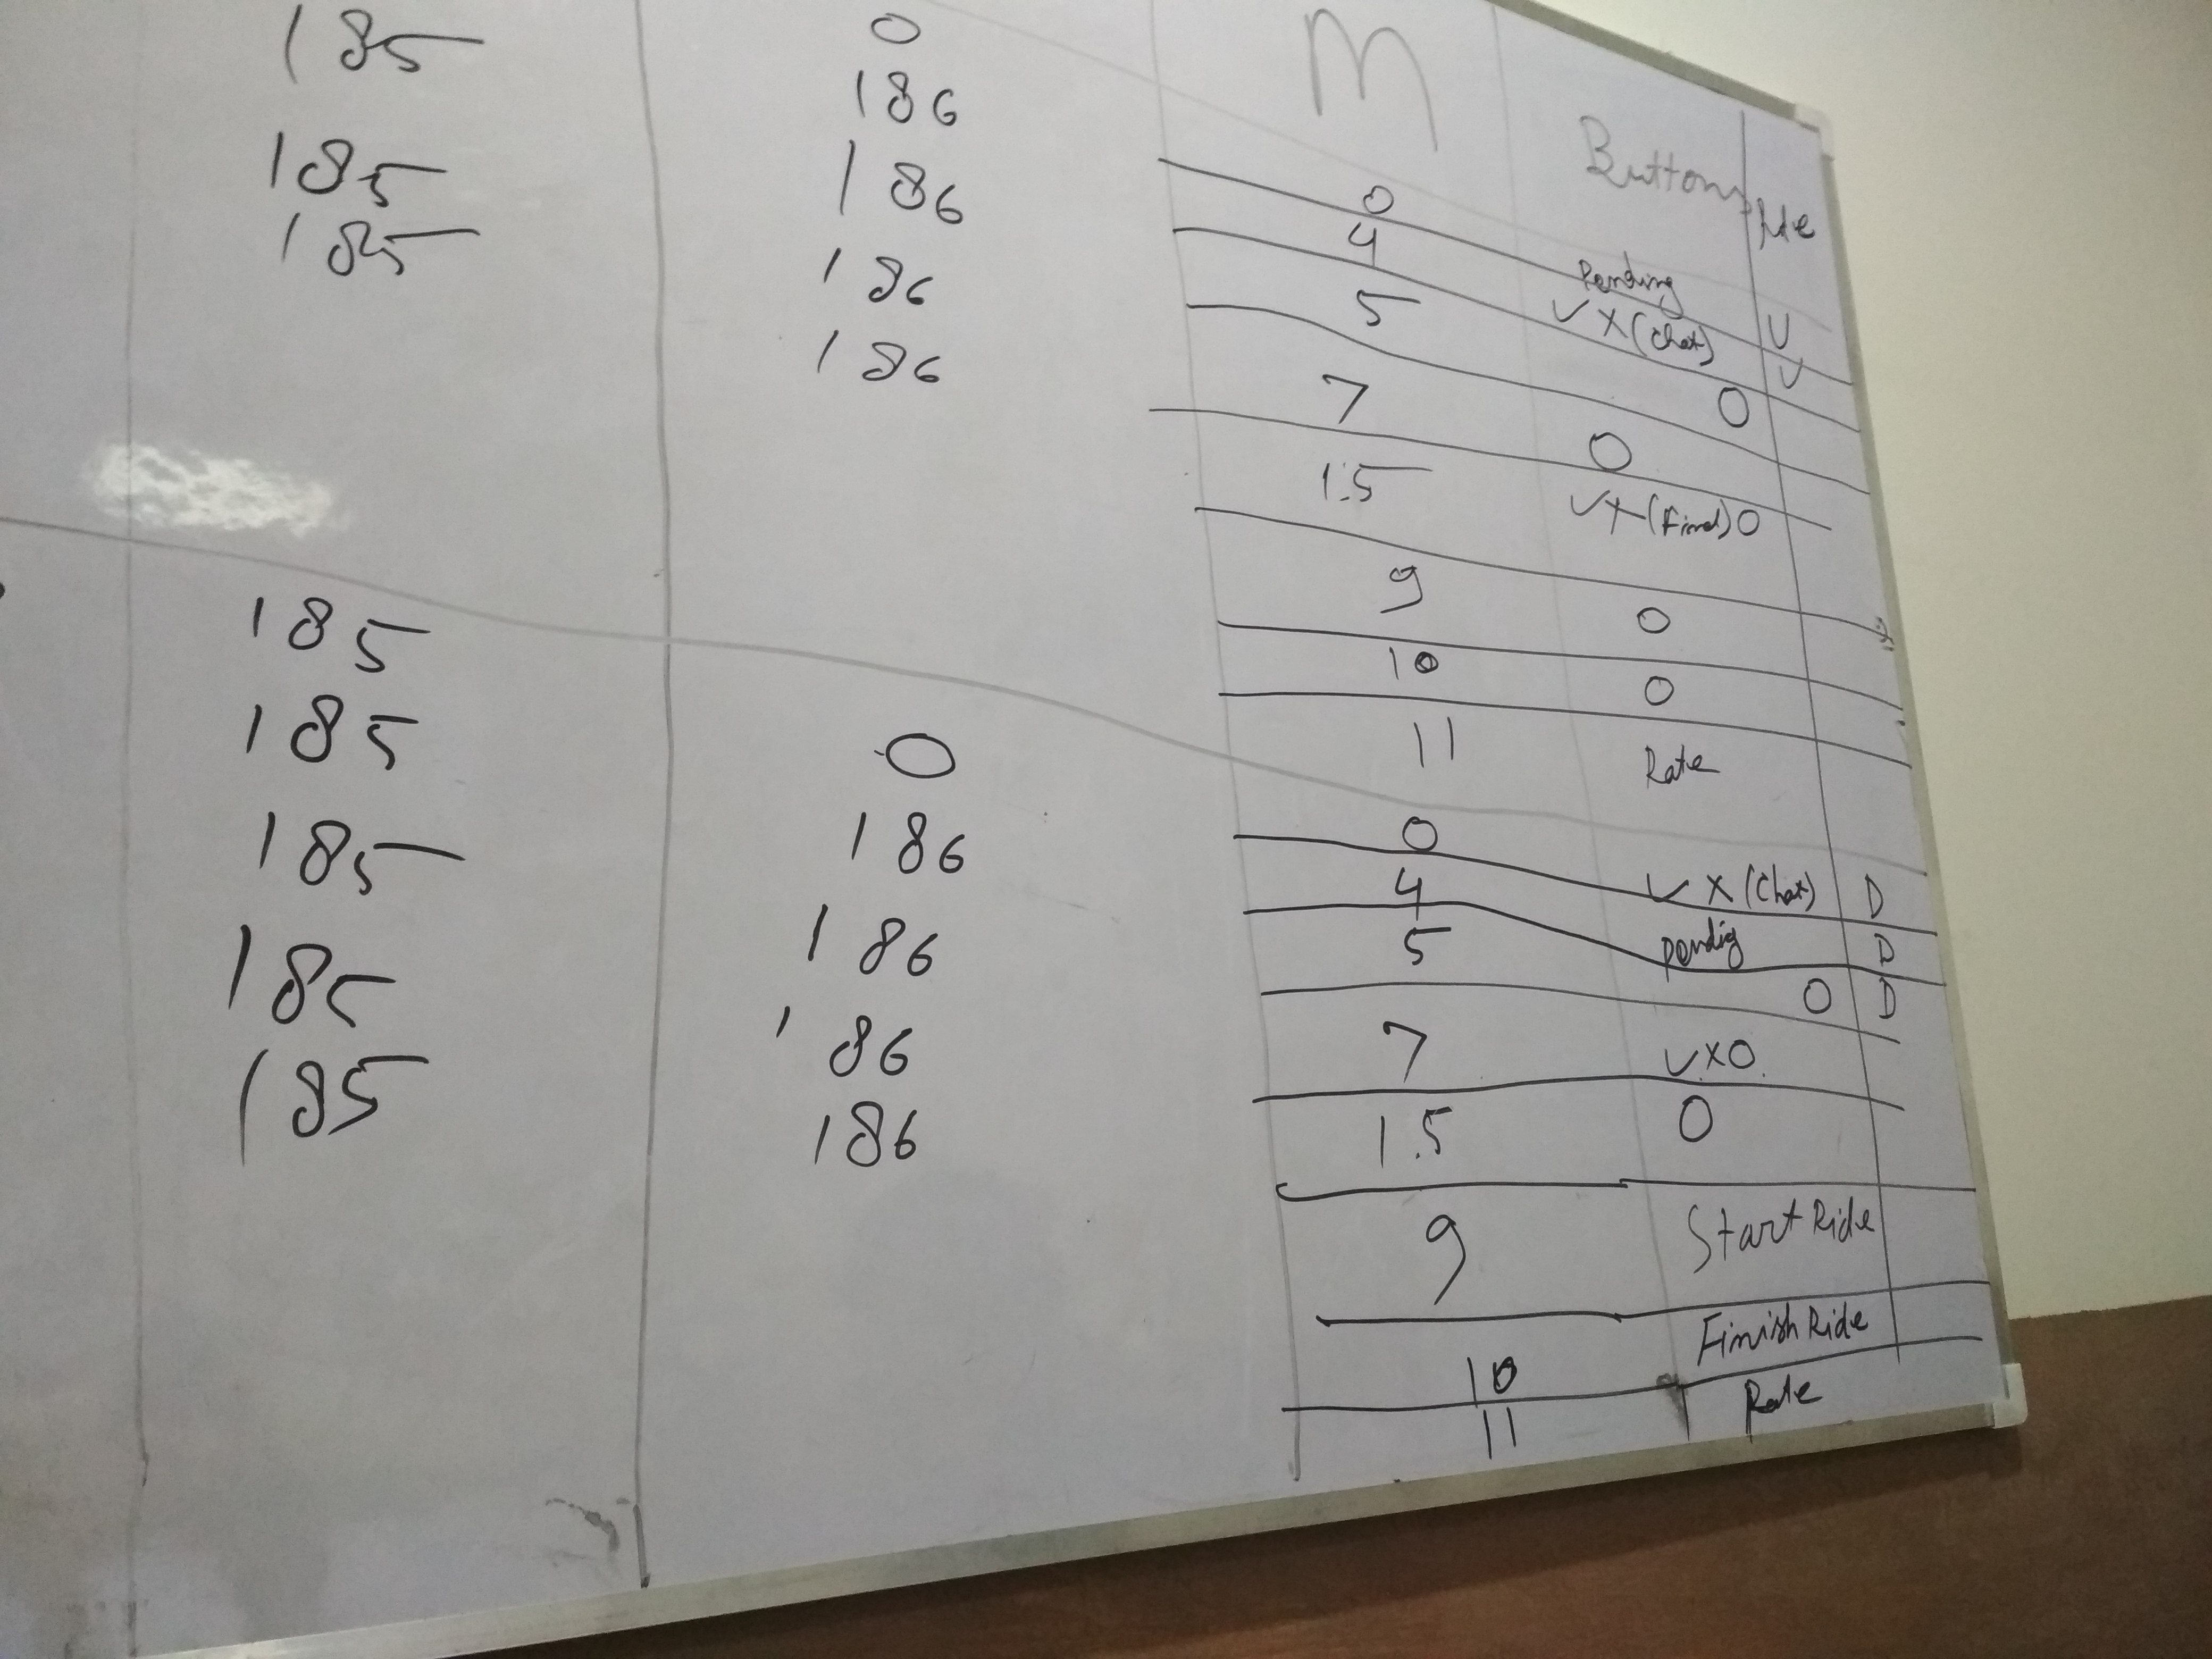 185 0 M Buttons Me
186
185 186 0
185 186 4 Pending U
186 5 ✓ X (Chat) U
7 0
1.5 0
✓ X (Find) 0
9 0
10 0
11 Rate
185
185 0 0
185 186 4 ✓ X (Chat) D
185 186 5 pendig D
0 D
185 186 7 ✓ X 0
186 1.5 0
9 Start Ride
10 Finish Ride
11 Rate